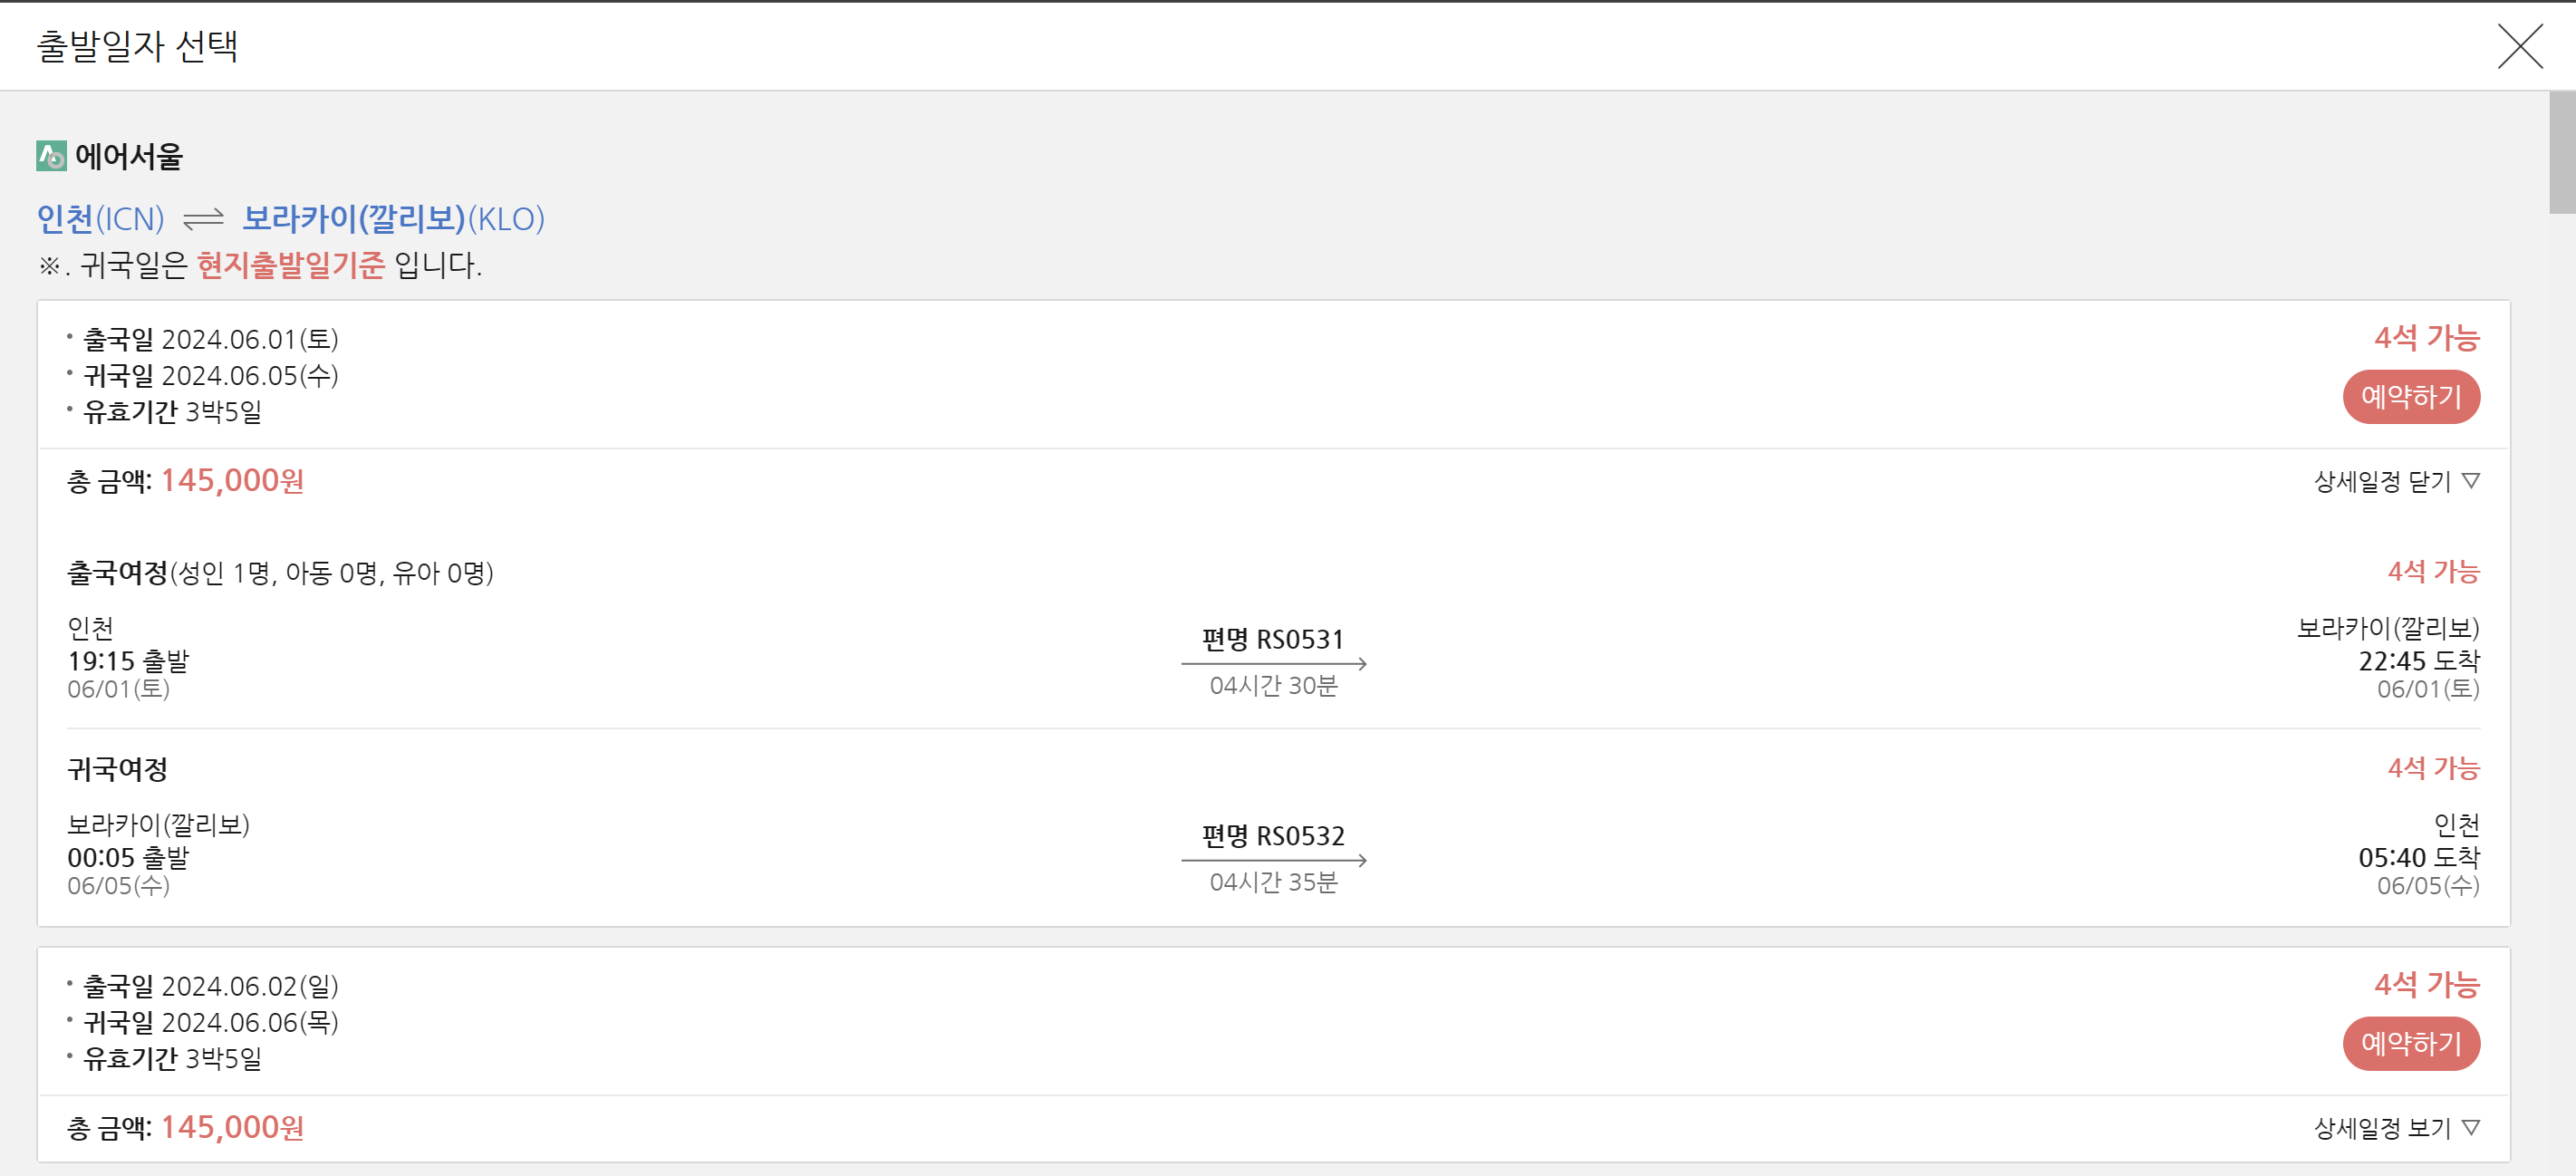 출발일자 선택
에어서울
인천(ICN) ⇌ 보라카이(깔리보)(KLO)
※. 귀국일은 현지출발일기준 입니다.
• 출국일 2024.06.01(토)
• 귀국일 2024.06.05(수)
• 유효기간 3박5일
4석 가능
예약하기
총 금액: 145,000원
상세일정 닫기 ▽
출국여정(성인 1명, 아동 0명, 유아 0명)
4석 가능
인천
19:15 출발
06/01(토)
편명 RS0531
04시간 30분
보라카이(깔리보)
22:45 도착
06/01(토)
귀국여정
4석 가능
보라카이(깔리보)
00:05 출발
06/05(수)
편명 RS0532
04시간 35분
인천
05:40 도착
06/05(수)
• 출국일 2024.06.02(일)
• 귀국일 2024.06.06(목)
• 유효기간 3박5일
4석 가능
예약하기
총 금액: 145,000원
상세일정 보기 ▽